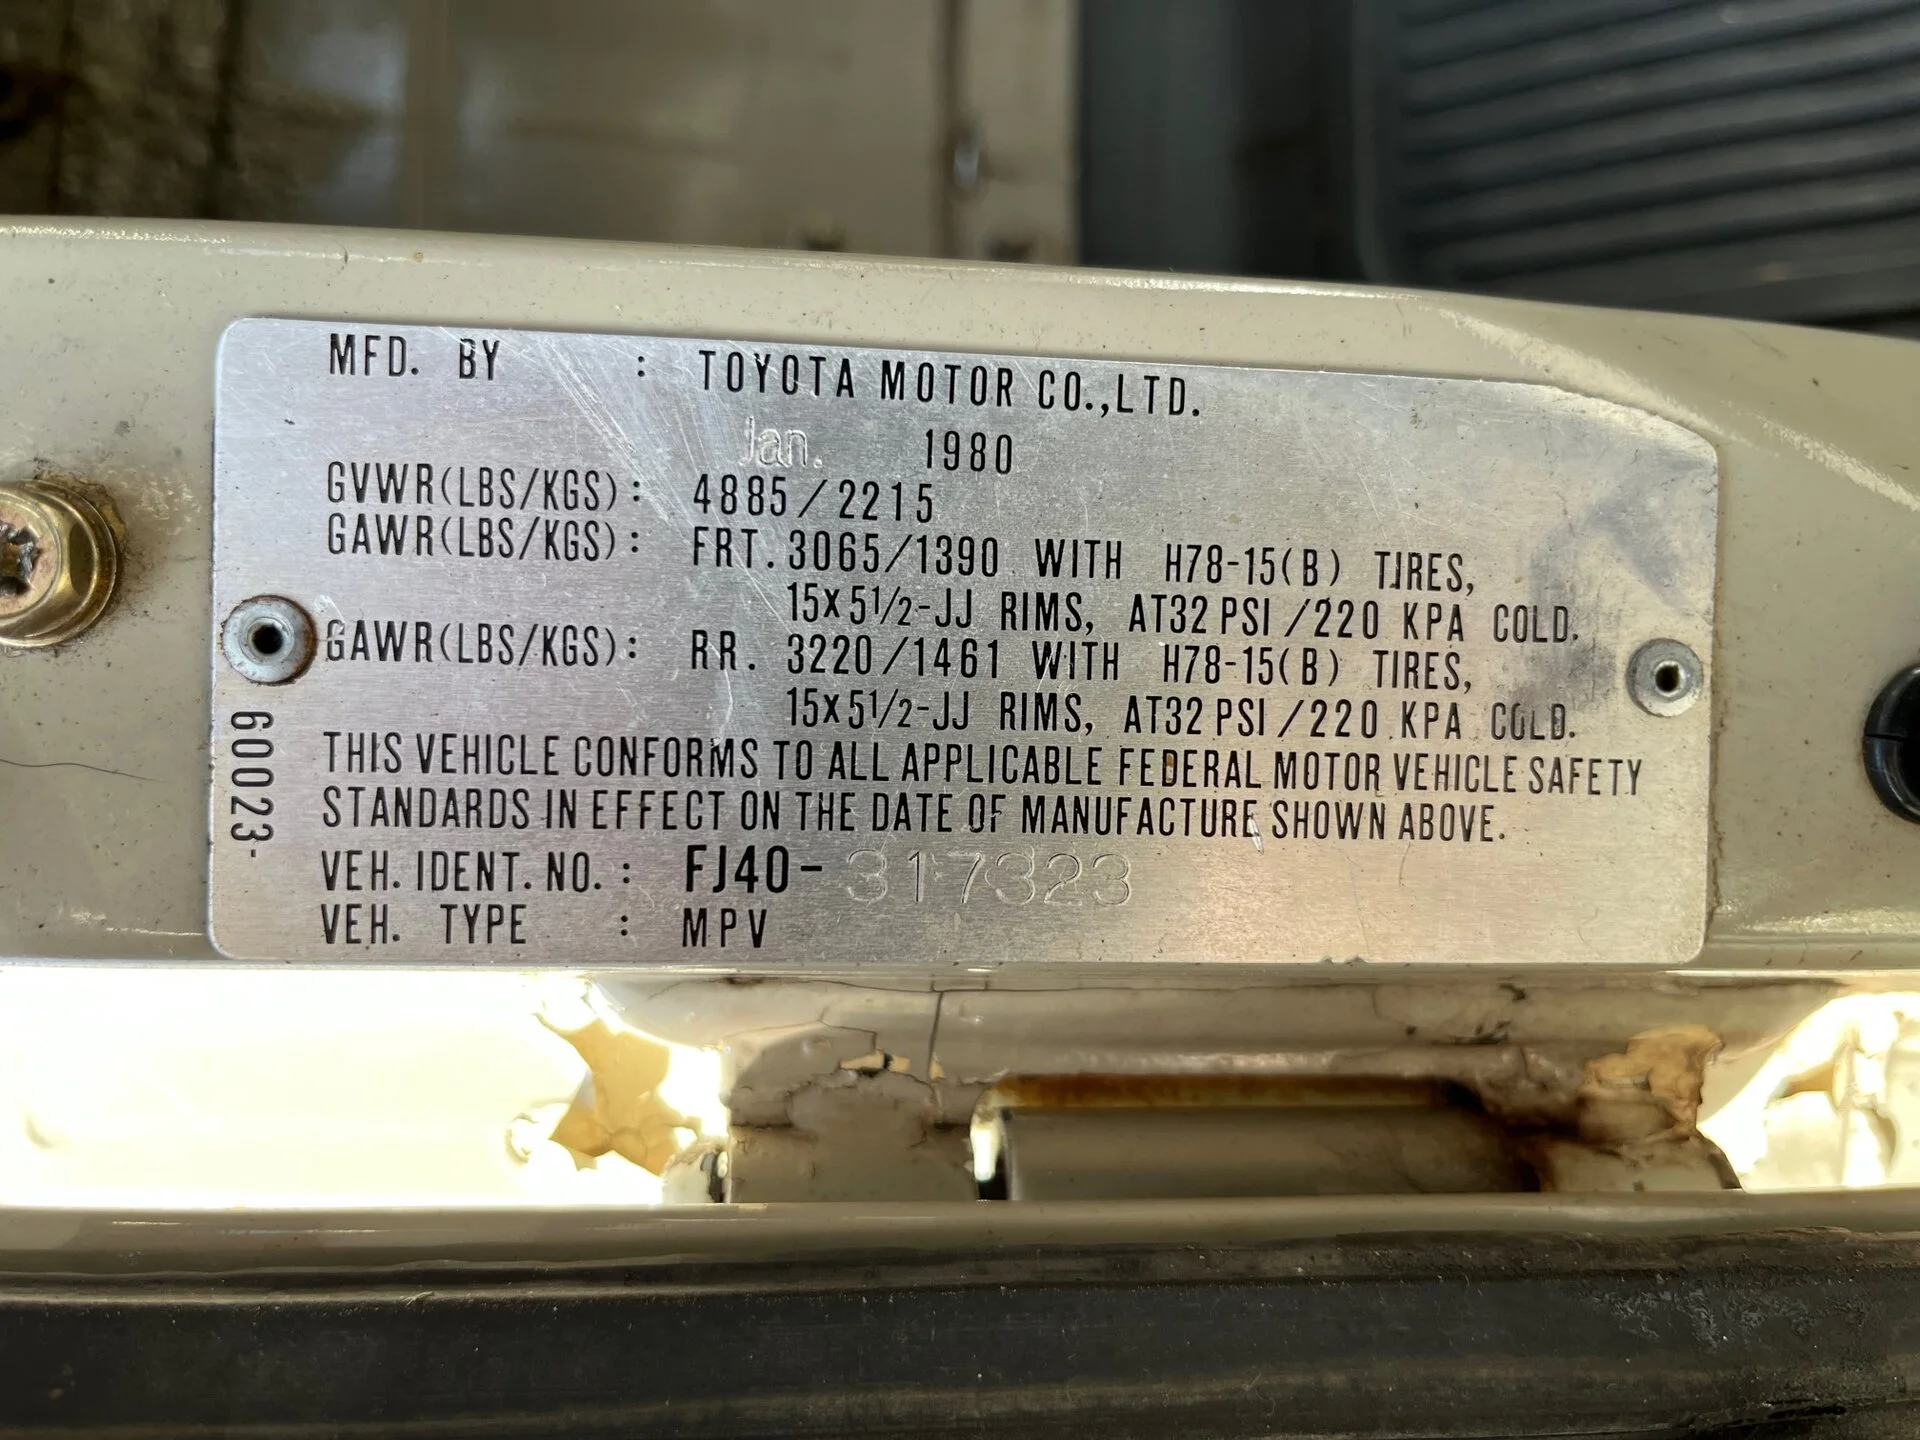 MFD. BY : TOYOTA MOTOR CO.,LTD.
Jan. 1980
GVWR(LBS/KGS): 4885/2215
GAWR(LBS/KGS): FRT. 3065/1390 WITH H78-15(B) TIRES,
15x5 1/2-JJ RIMS, AT32 PSI /220 KPA COLD.
GAWR(LBS/KGS): RR. 3220/1461 WITH H78-15(B) TIRES,
15x5 1/2-JJ RIMS, AT32 PSI /220 KPA COLD.
THIS VEHICLE CONFORMS TO ALL APPLICABLE FEDERAL MOTOR VEHICLE SAFETY
STANDARDS IN EFFECT ON THE DATE OF MANUFACTURE SHOWN ABOVE.
VEH. IDENT. NO. : FJ40-317323
VEH. TYPE : MPV
60023-